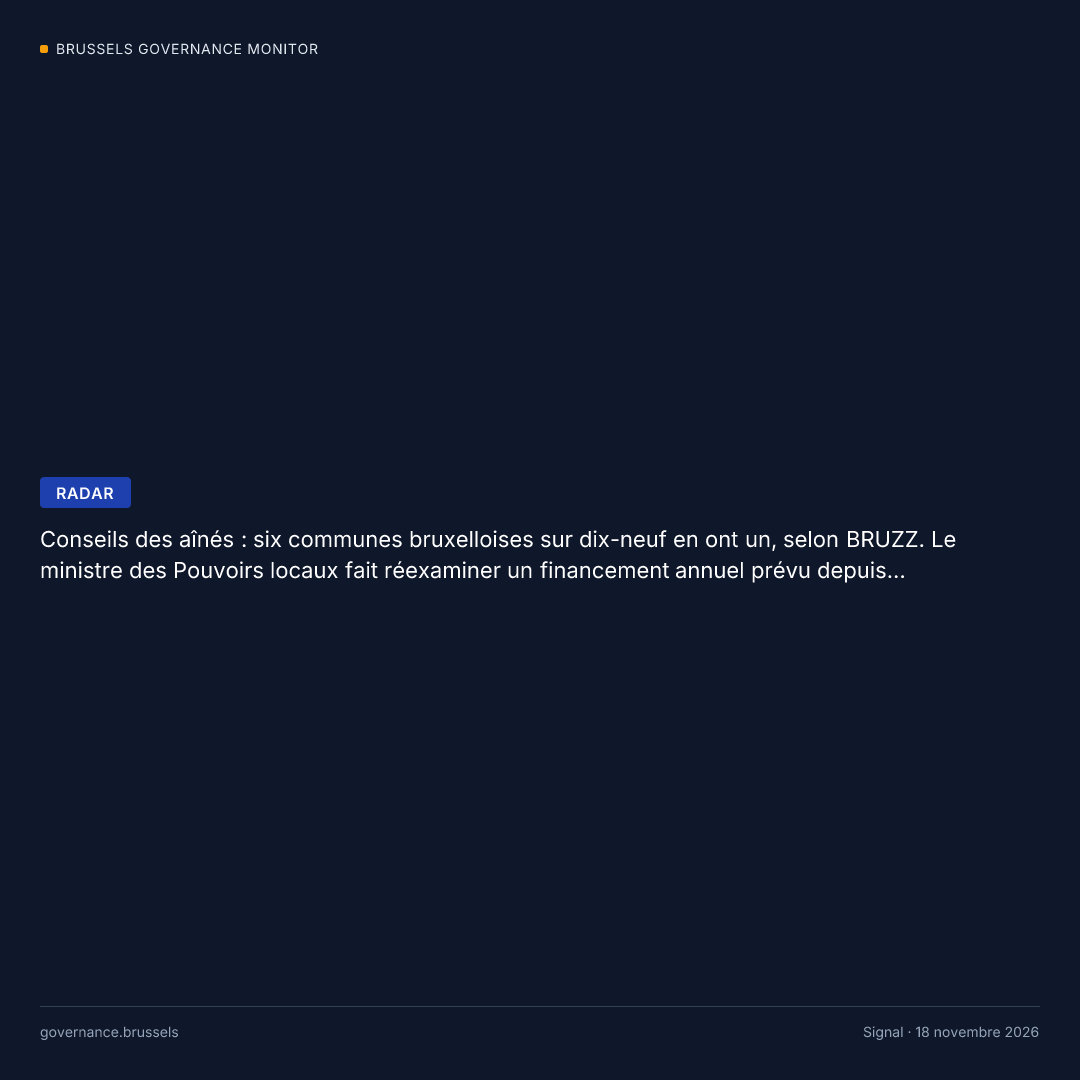 BRUSSELS GOVERNANCE MONITOR
RADAR
Conseils des aînés : six communes bruxelloises sur dix-neuf en ont un, selon BRUZZ. Le
ministre des Pouvoirs locaux fait réexaminer un financement annuel prévu depuis...
governance.brussels
Signal · 18 novembre 2026